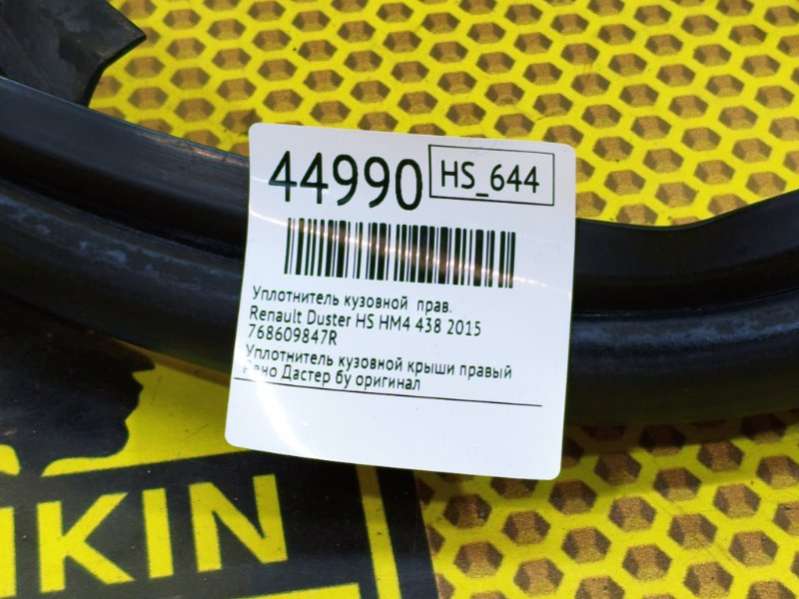 44990
HS_644
Уплотнитель кузовной прав.
Renault Duster HS HM4 438 2015
768609847R
Уплотнитель кузовной крыши правый
Рено Дастер бу оригинал